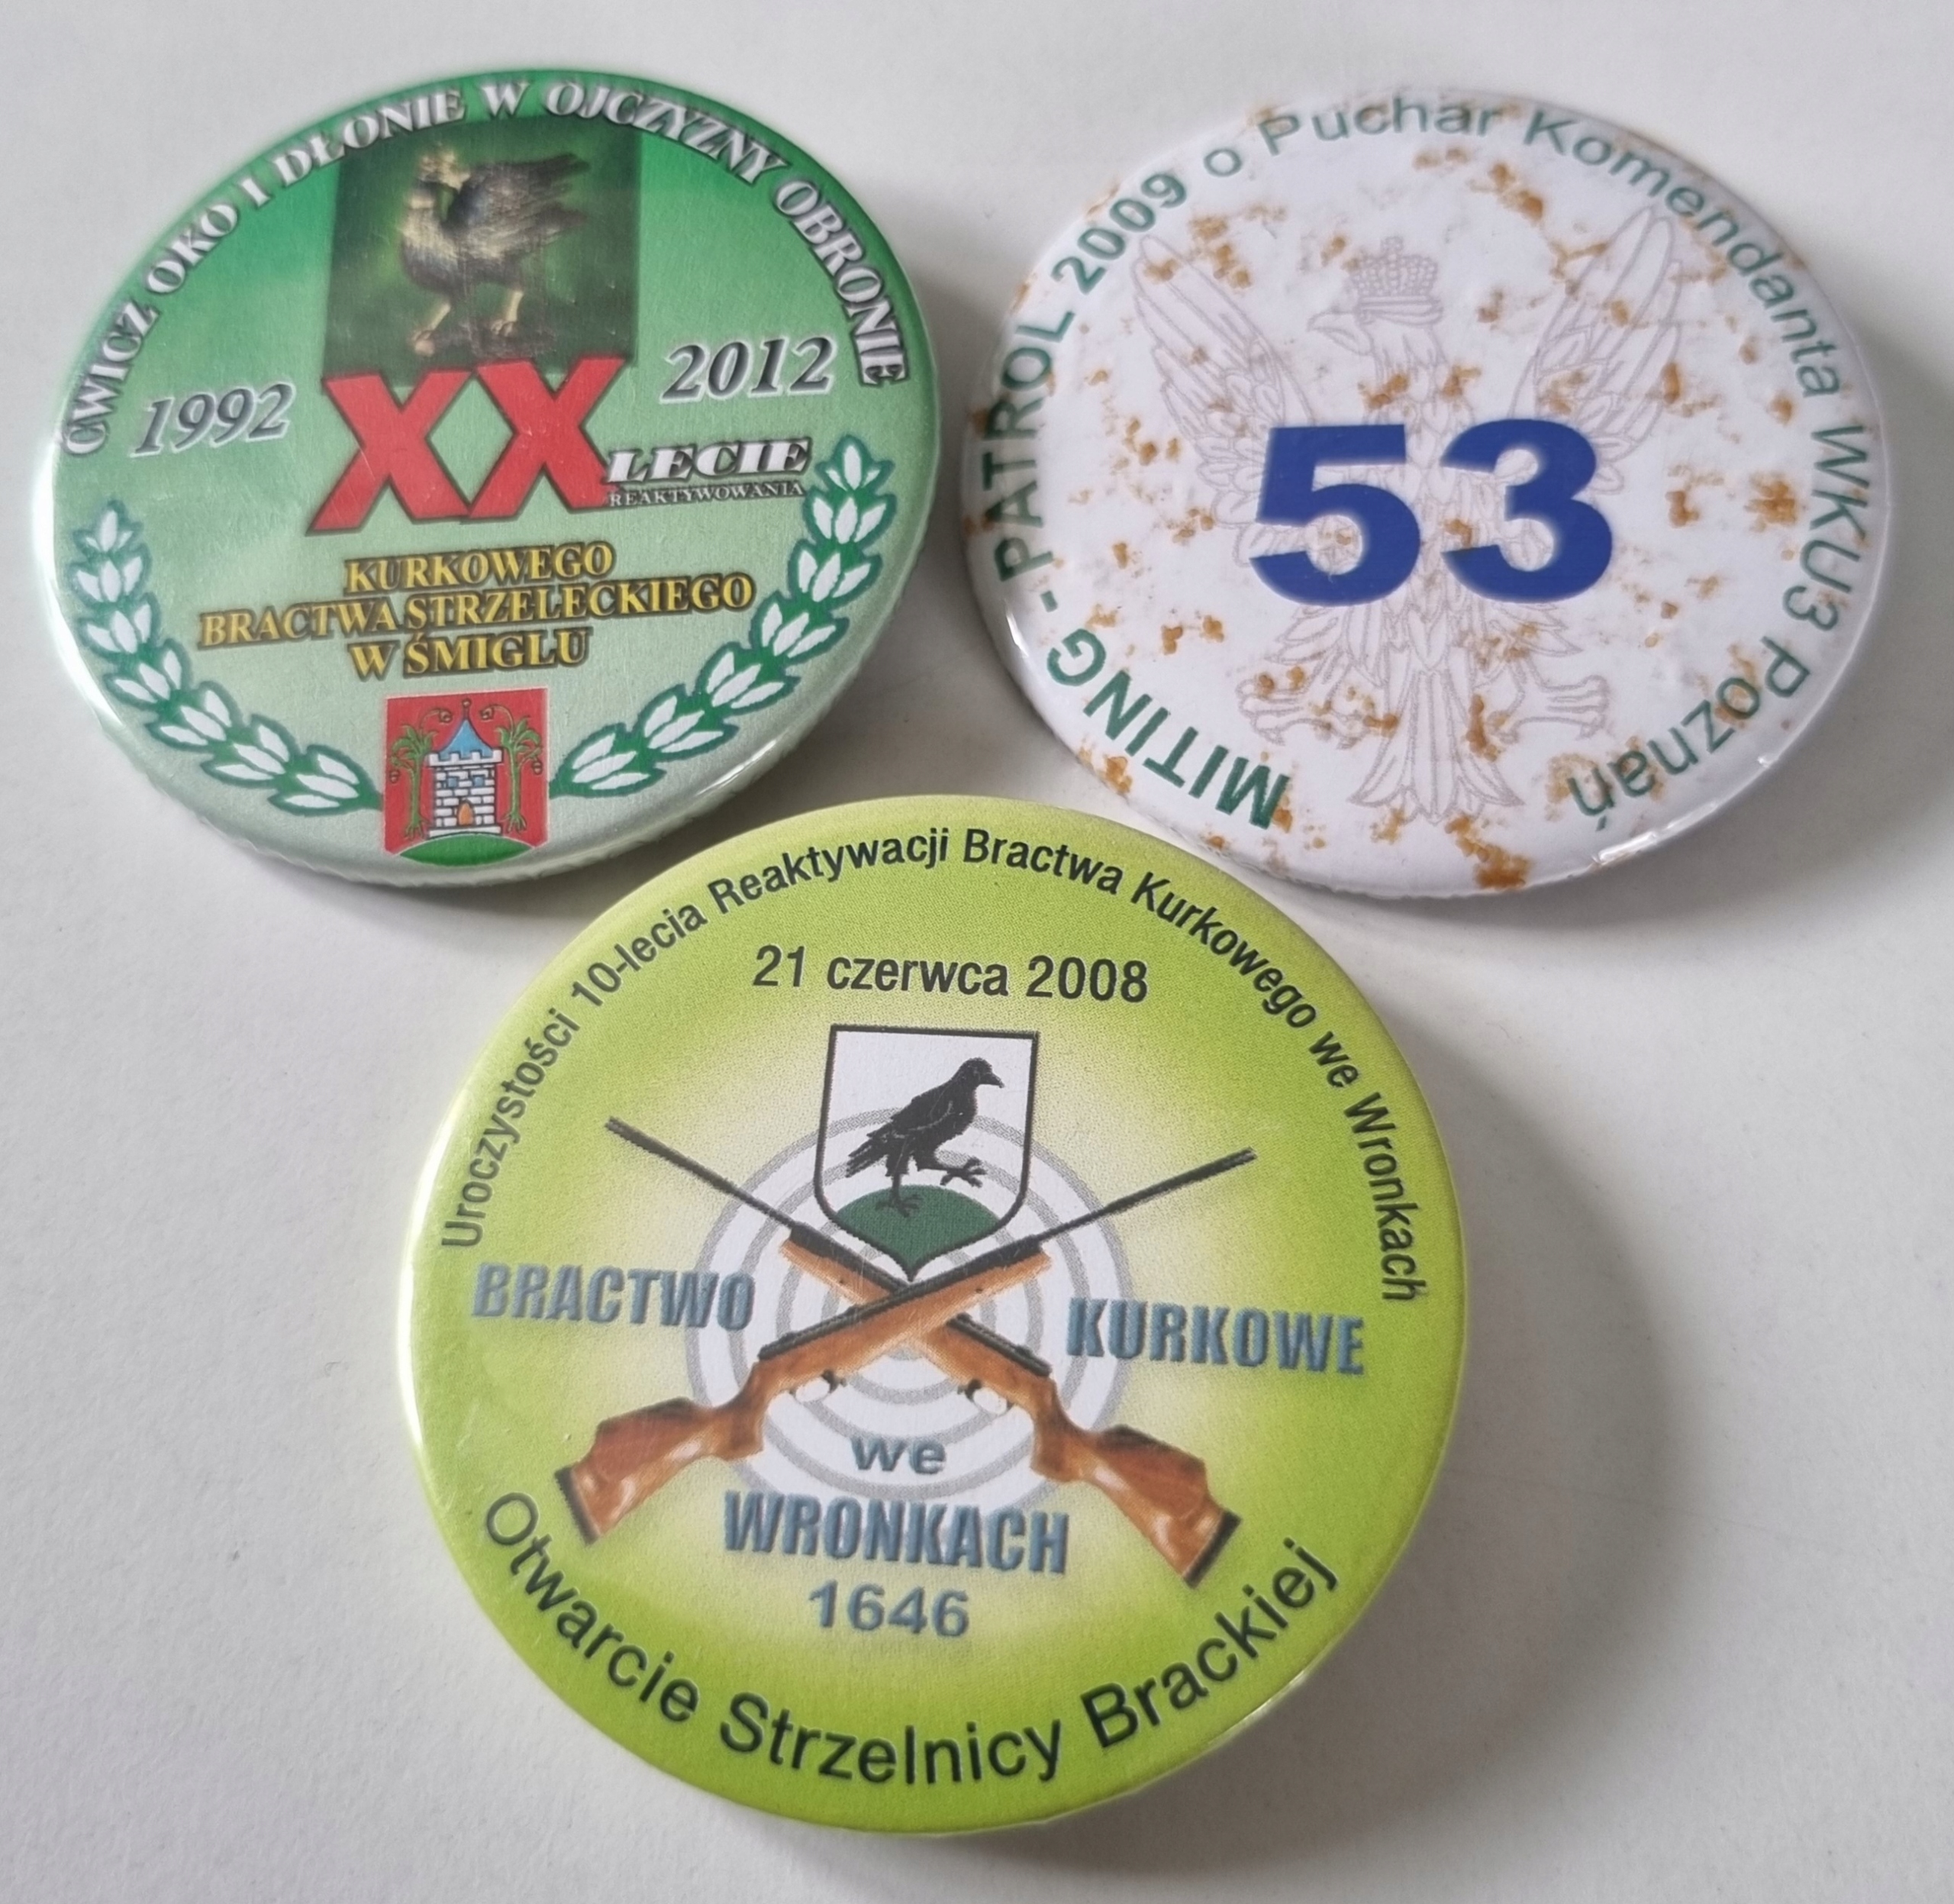 ĆWICZ OKO I DŁONIE W OJCZYZNY OBRONIE
1992 2012
XX LECIE
REAKTYWOWANIA
KURKOWEGO
BRACTWA STRZELECKIEGO
W ŚMIGLU
MITING - PATROL 2009 o Puchar Komendanta WKU3 Poznań
53
Uroczystości 10-lecia Reaktywacji Bractwa Kurkowego we Wronkach
21 czerwca 2008
BRACTWO KURKOWE
we
WRONKACH
1646
Otwarcie Strzelnicy Brackiej